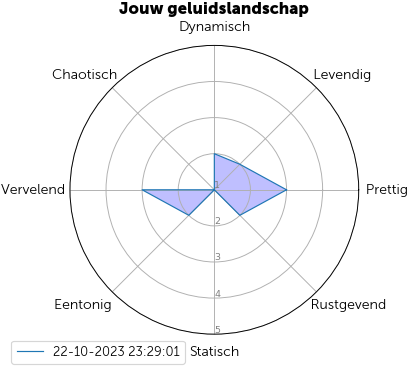 Jouw geluidslandschap
Dynamisch
Chaotisch
Levendig
Vervelend
1
Prettig
2
3
4
Eentonig
Rustgevend
5
22-10-2023 23:29:01
Statisch